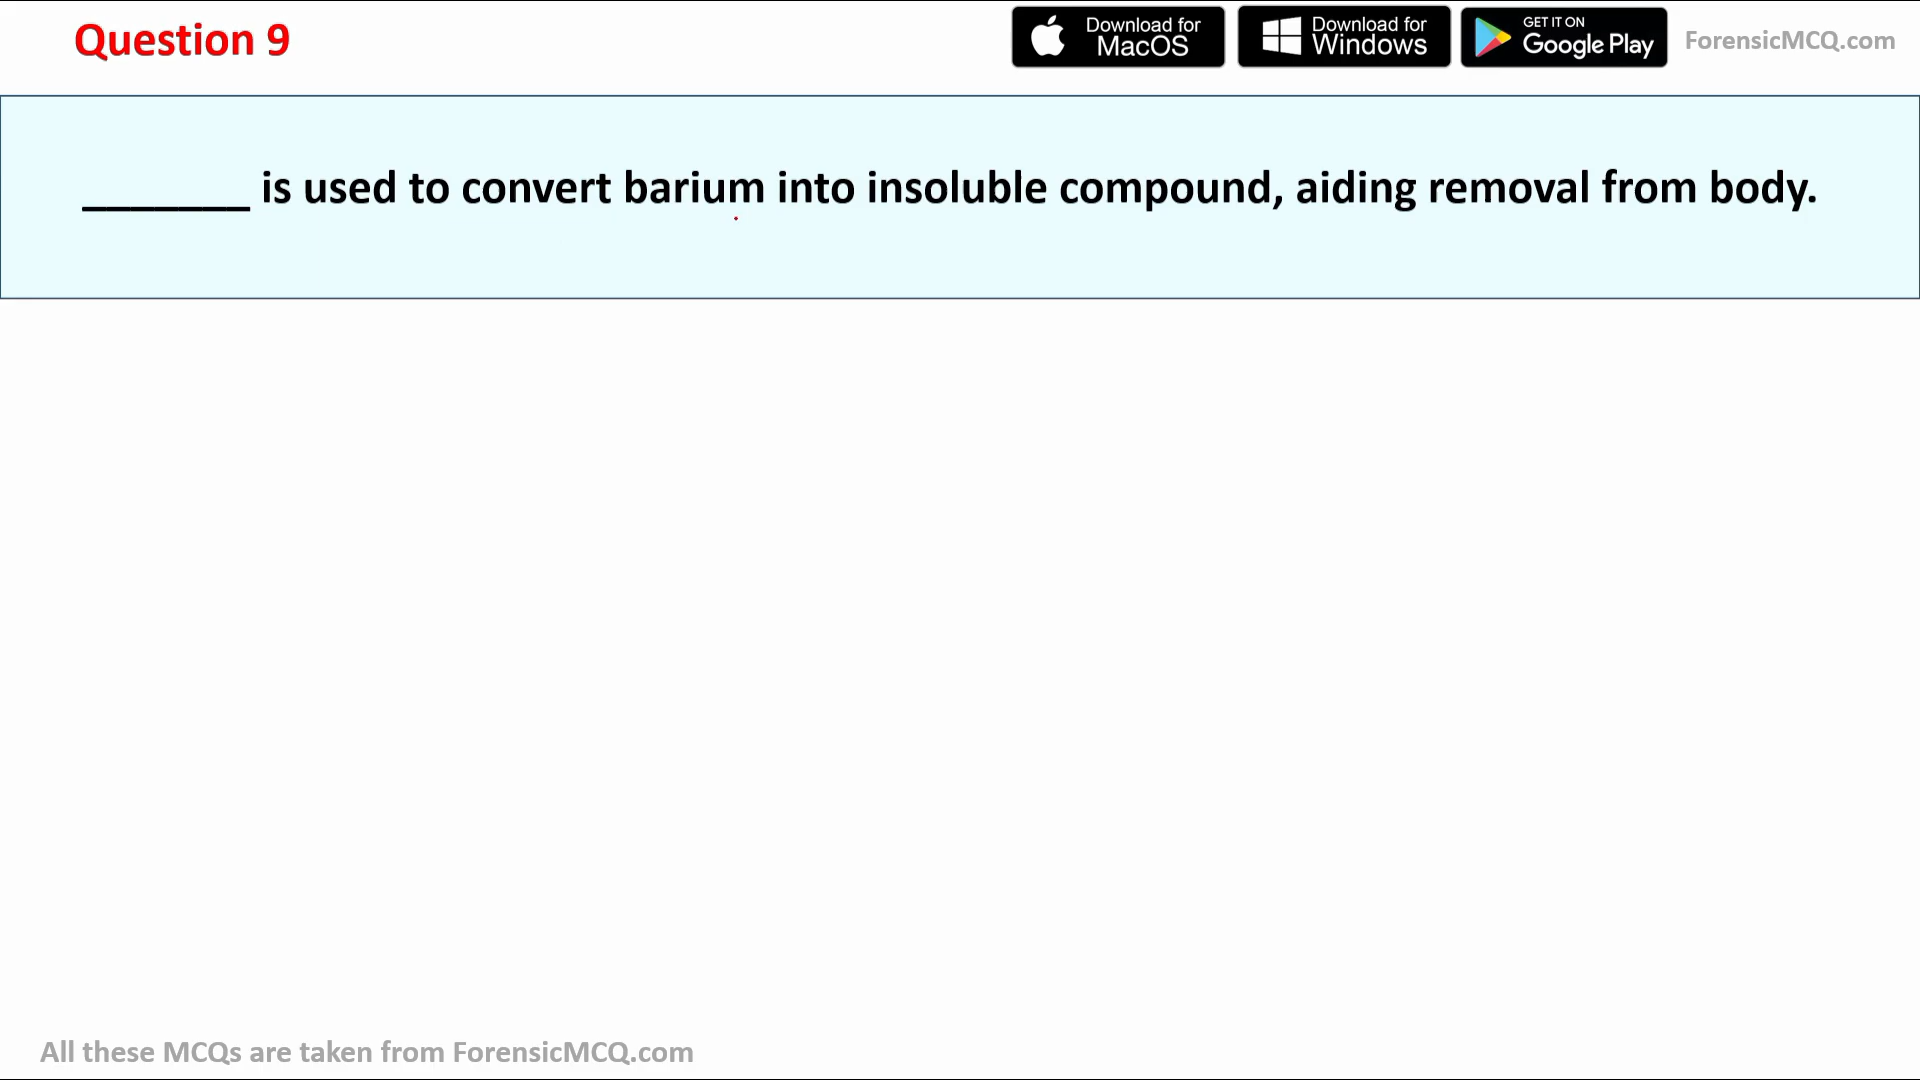 Question 9
Download for
MacOS
Download for
Windows
GET IT ON
Google Play
ForensicMCQ.com
_______ is used to convert barium into insoluble compound, aiding removal from body.
All these MCQs are taken from ForensicMCQ.com